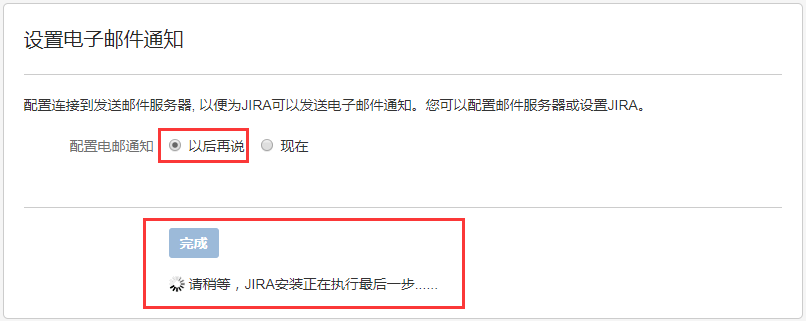 设置电子邮件通知
配置连接到发送邮件服务器, 以便为JIRA可以发送电子邮件通知。您可以配置邮件服务器或设置JIRA。
配置电邮通知 以后再说 现在
完成
请稍等，JIRA安装正在执行最后一步......